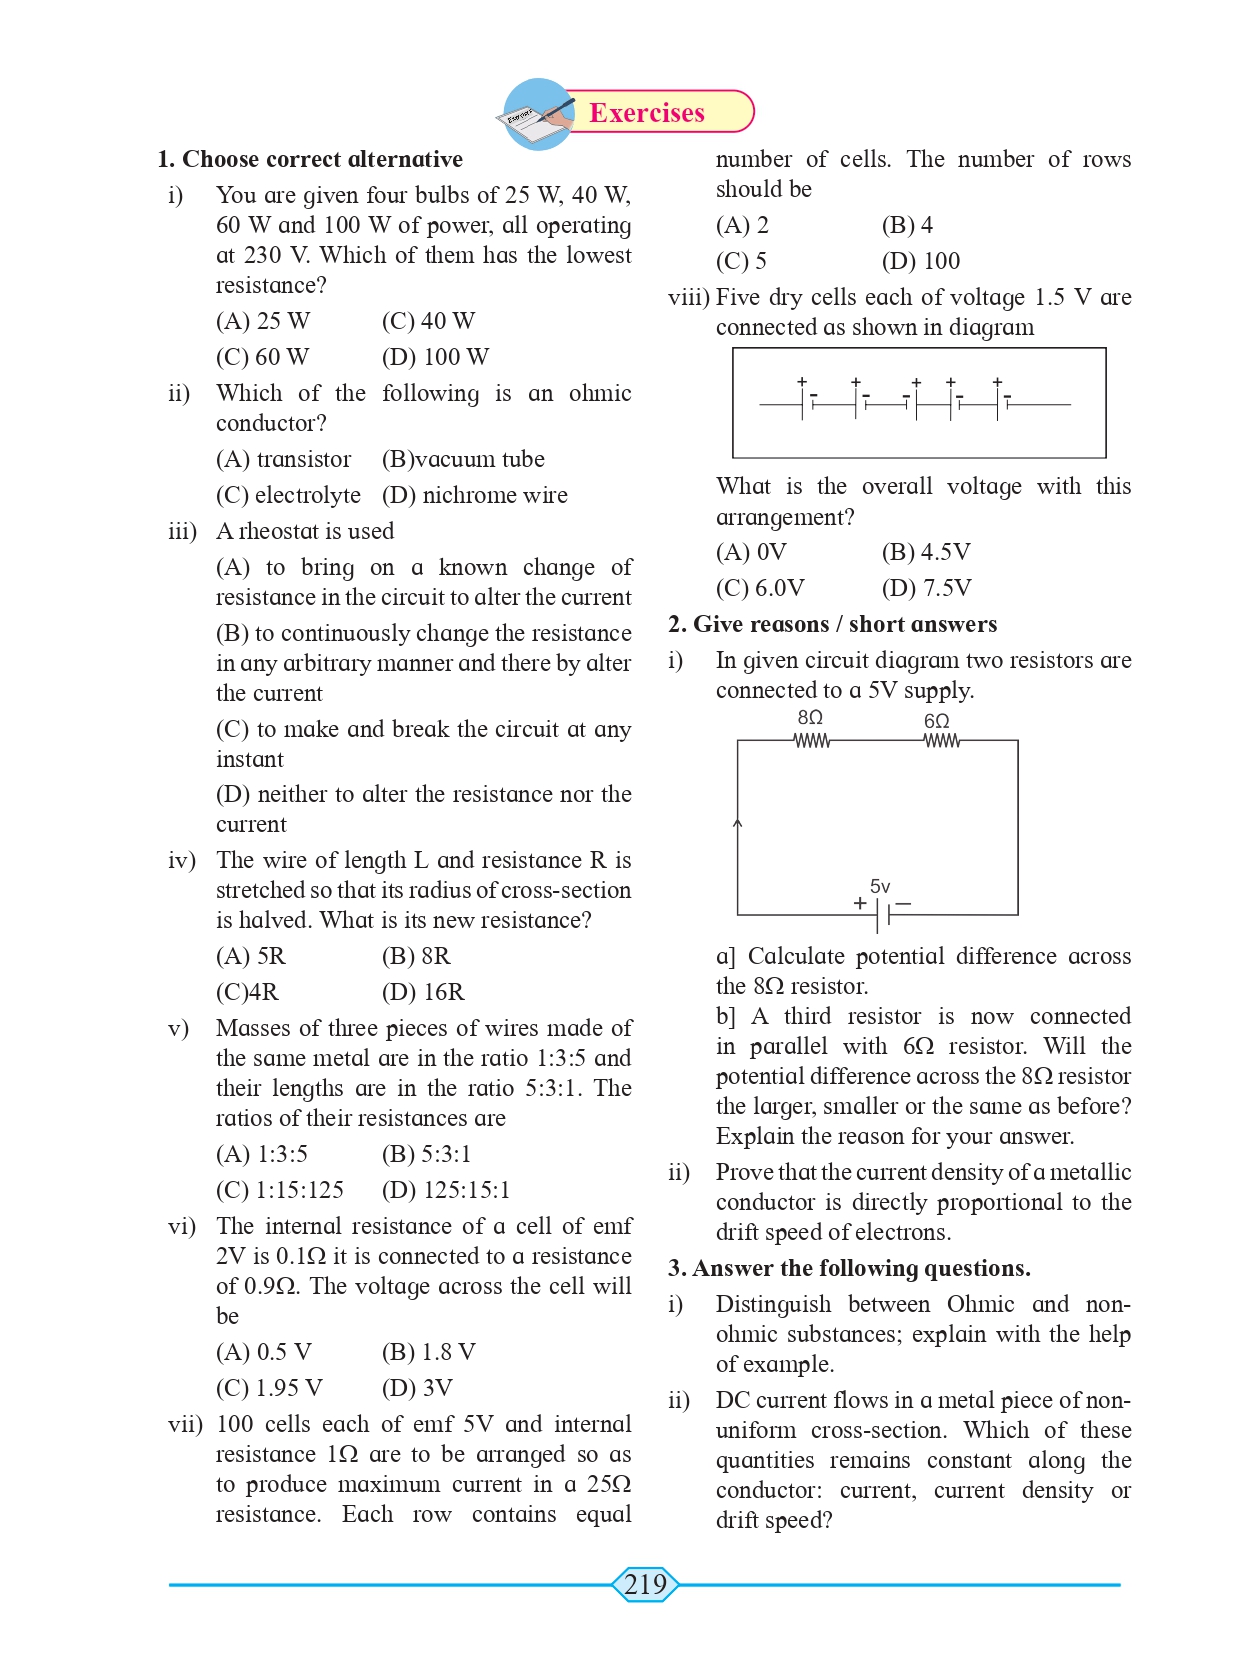 Exercises
1. Choose correct alternative
i) You are given four bulbs of 25 W, 40 W,
60 W and 100 W of power, all operating
at 230 V. Which of them has the lowest
resistance?
(A) 25 W (C) 40 W
(C) 60 W (D) 100 W
ii) Which of the following is an ohmic
conductor?
(A) transistor (B)vacuum tube
(C) electrolyte (D) nichrome wire
iii) A rheostat is used
(A) to bring on a known change of
resistance in the circuit to alter the current
(B) to continuously change the resistance
in any arbitrary manner and there by alter
the current
(C) to make and break the circuit at any
instant
(D) neither to alter the resistance nor the
current
iv) The wire of length L and resistance R is
stretched so that its radius of cross-section
is halved. What is its new resistance?
(A) 5R (B) 8R
(C)4R (D) 16R
v) Masses of three pieces of wires made of
the same metal are in the ratio 1:3:5 and
their lengths are in the ratio 5:3:1. The
ratios of their resistances are
(A) 1:3:5 (B) 5:3:1
(C) 1:15:125 (D) 125:15:1
vi) The internal resistance of a cell of emf
2V is 0.1Ω it is connected to a resistance
of 0.9Ω. The voltage across the cell will
be
(A) 0.5 V (B) 1.8 V
(C) 1.95 V (D) 3V
vii) 100 cells each of emf 5V and internal
resistance 1Ω are to be arranged so as
to produce maximum current in a 25Ω
resistance. Each row contains equal
number of cells. The number of rows
should be
(A) 2 (B) 4
(C) 5 (D) 100
viii) Five dry cells each of voltage 1.5 V are
connected as shown in diagram
+ - + - - + + - + -
What is the overall voltage with this
arrangement?
(A) 0V (B) 4.5V
(C) 6.0V (D) 7.5V
2. Give reasons / short answers
i) In given circuit diagram two resistors are
connected to a 5V supply.
8Ω 6Ω
5v
+ –
a] Calculate potential difference across
the 8Ω resistor.
b] A third resistor is now connected
in parallel with 6Ω resistor. Will the
potential difference across the 8Ω resistor
the larger, smaller or the same as before?
Explain the reason for your answer.
ii) Prove that the current density of a metallic
conductor is directly proportional to the
drift speed of electrons.
3. Answer the following questions.
i) Distinguish between Ohmic and non-
ohmic substances; explain with the help
of example.
ii) DC current flows in a metal piece of non-
uniform cross-section. Which of these
quantities remains constant along the
conductor: current, current density or
drift speed?
219